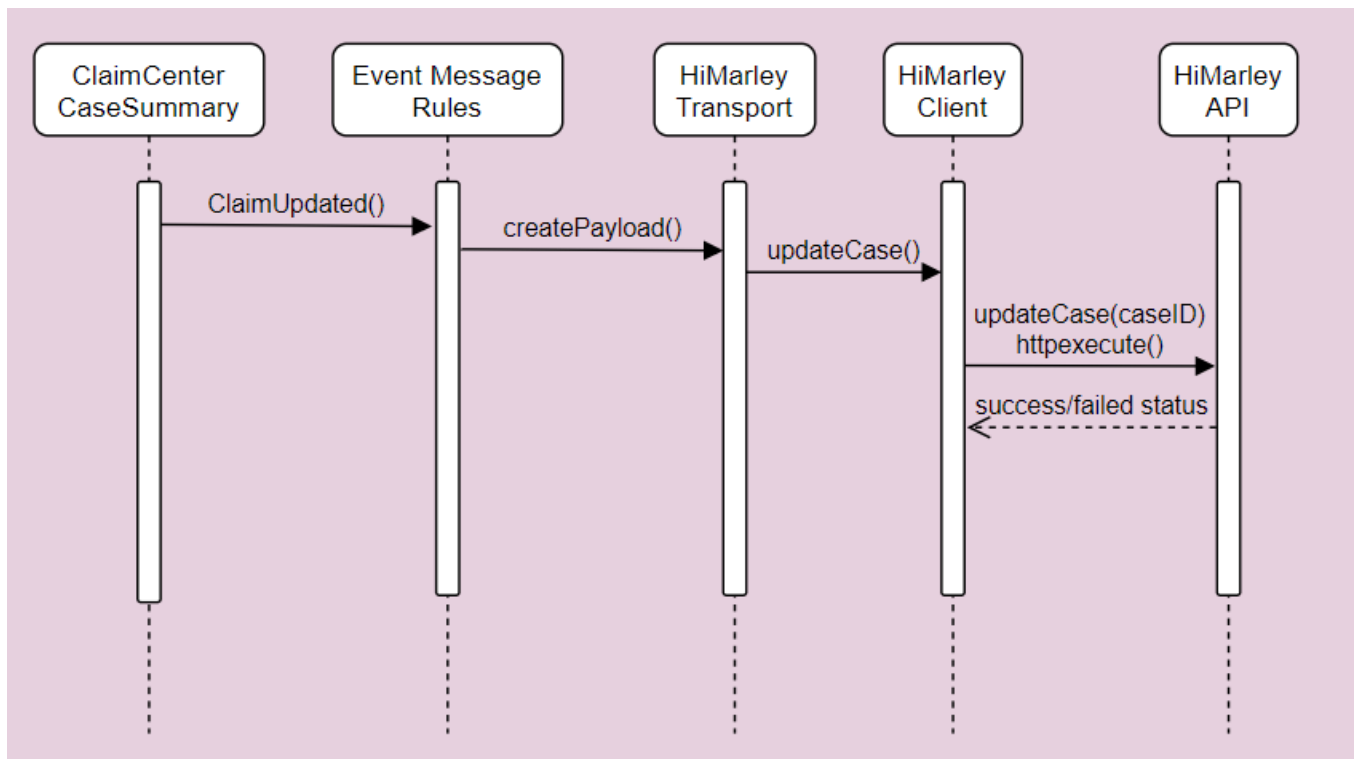 ClaimCenter
CaseSummary
Event Message
Rules
HiMarley
Transport
HiMarley
Client
HiMarley
API
ClaimUpdated()
createPayload()
updateCase()
updateCase(caseID)
httpexecute()
success/failed status